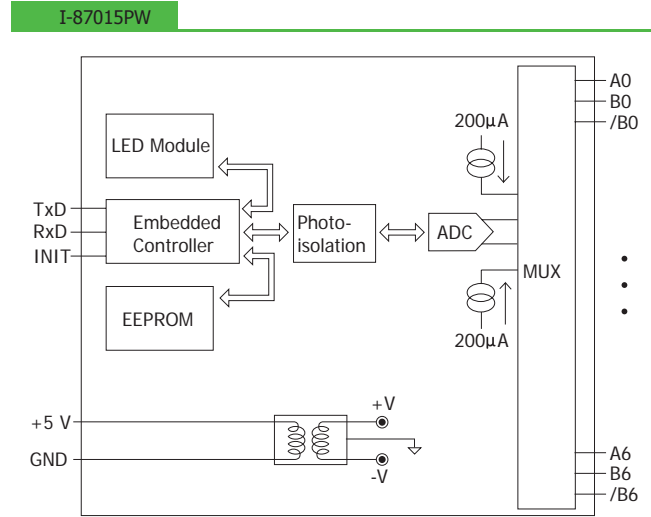 I-87015PW
A0
B0
/B0
200µA
LED Module
TxD
RxD
INIT
Embedded
Controller
Photo-
isolation
ADC
MUX
EEPROM
200µA
+5 V
GND
+V
-V
A6
B6
/B6